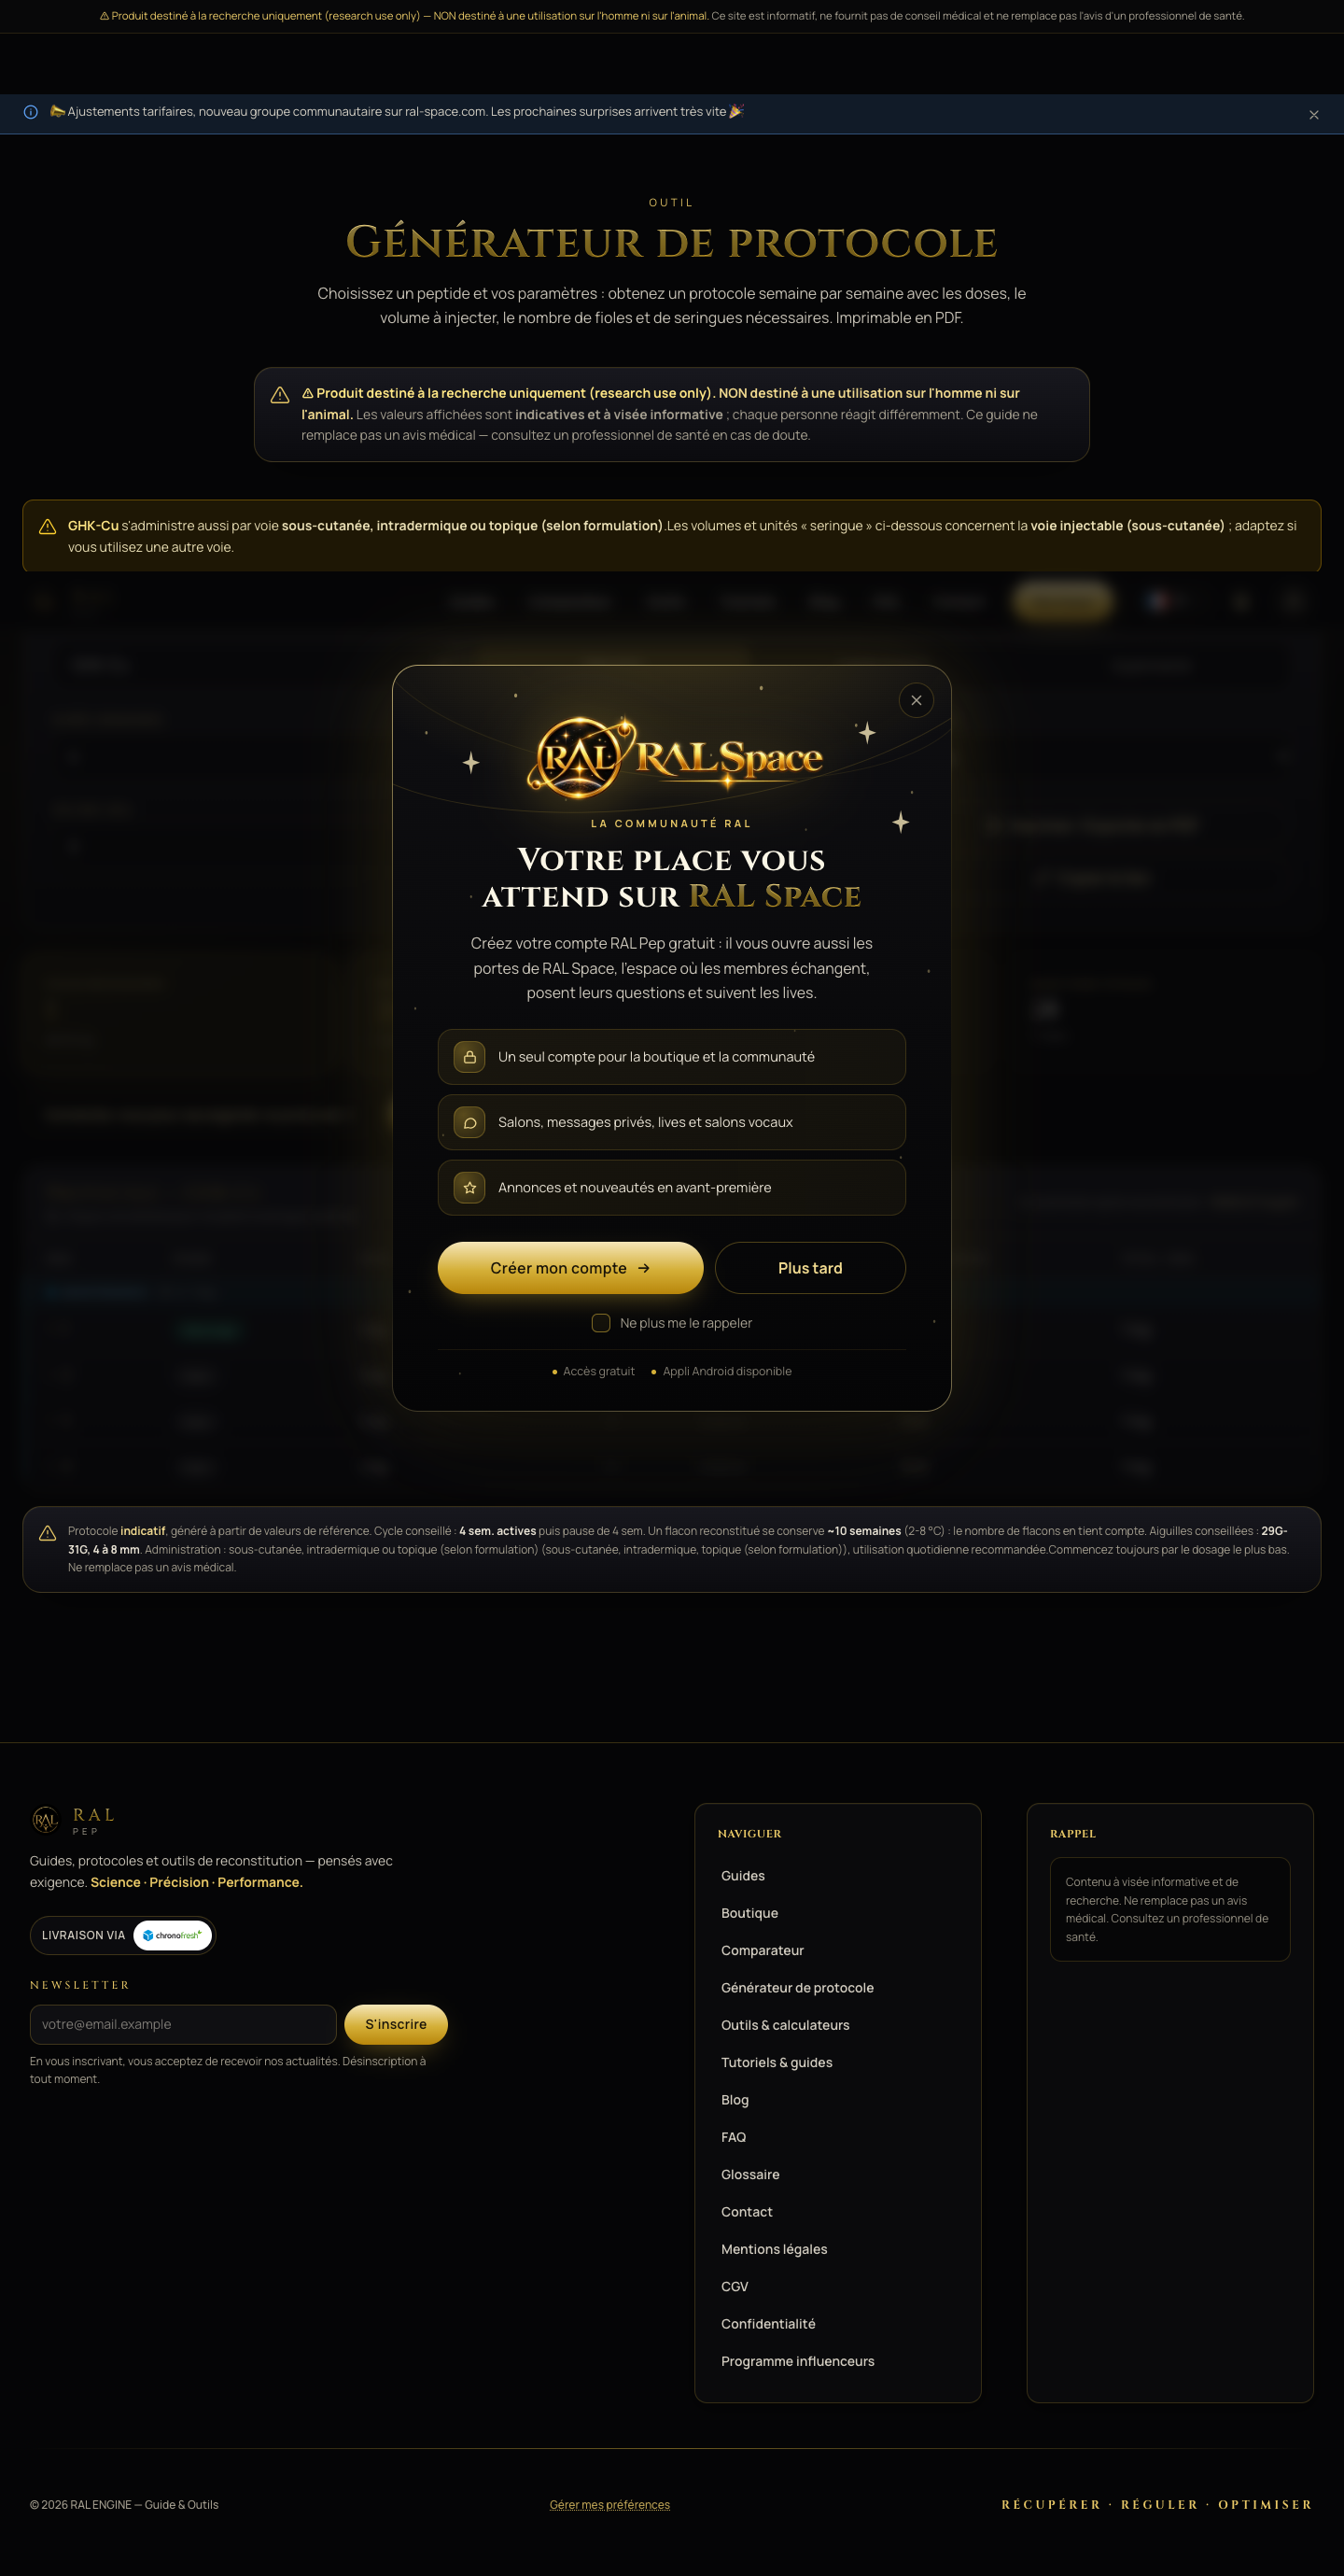 ⚠ Produit destiné à la recherche uniquement (research use only) — NON destiné à une utilisation sur l'homme ni sur l'animal. Ce site est informatif, ne fournit pas de conseil médical et ne remplace pas l'avis d'un professionnel de santé.
Ajustements tarifaires, nouveau groupe communautaire sur ral-space.com. Les prochaines surprises arrivent très vite 🎉
OUTIL
Générateur de protocole
Choisissez un peptide et vos paramètres : obtenez un protocole semaine par semaine avec les doses, le
volume à injecter, le nombre de fioles et de seringues nécessaires. Imprimable en PDF.
⚠ Produit destiné à la recherche uniquement (research use only). NON destiné à une utilisation sur l'homme ni sur
l'animal. Les valeurs affichées sont indicatives et à visée informative ; chaque personne réagit différemment. Ce guide ne
remplace pas un avis médical — consultez un professionnel de santé en cas de doute.
GHK-Cu s'administre aussi par voie sous-cutanée, intradermique ou topique (selon formulation).Les volumes et unités « seringue » ci-dessous concernent la voie injectable (sous-cutanée) ; adaptez si
vous utilisez une autre voie.
RAL RAL Space
LA COMMUNAUTÉ RAL
Votre place vous
attend sur RAL Space
Créez votre compte RAL Pep gratuit : il vous ouvre aussi les
portes de RAL Space, l'espace où les membres échangent,
posent leurs questions et suivent les lives.
Un seul compte pour la boutique et la communauté
Salons, messages privés, lives et salons vocaux
Annonces et nouveautés en avant-première
Créer mon compte →
Plus tard
Ne plus me le rappeler
Accès gratuit
Appli Android disponible
Protocole indicatif, généré à partir de valeurs de référence. Cycle conseillé : 4 sem. actives puis pause de 4 sem. Un flacon reconstitué se conserve ~10 semaines (2-8 °C) : le nombre de flacons en tient compte. Aiguilles conseillées : 29G-
31G, 4 à 8 mm. Administration : sous-cutanée, intradermique ou topique (selon formulation) (sous-cutanée, intradermique, topique (selon formulation)), utilisation quotidienne recommandée.Commencez toujours par le dosage le plus bas.
Ne remplace pas un avis médical.
RAL
PEP
Guides, protocoles et outils de reconstitution — pensés avec
exigence. Science · Précision · Performance.
LIVRAISON VIA chronofresh
NEWSLETTER
votre@email.example
S'inscrire
En vous inscrivant, vous acceptez de recevoir nos actualités. Désinscription à
tout moment.
NAVIGUER
Guides
Boutique
Comparateur
Générateur de protocole
Outils & calculateurs
Tutoriels & guides
Blog
FAQ
Glossaire
Contact
Mentions légales
CGV
Confidentialité
Programme influenceurs
RAPPEL
Contenu à visée informative et de
recherche. Ne remplace pas un avis
médical. Consultez un professionnel de
santé.
© 2026 RAL ENGINE — Guide & Outils
Gérer mes préférences
RÉCUPÉRER · RÉGULER · OPTIMISER